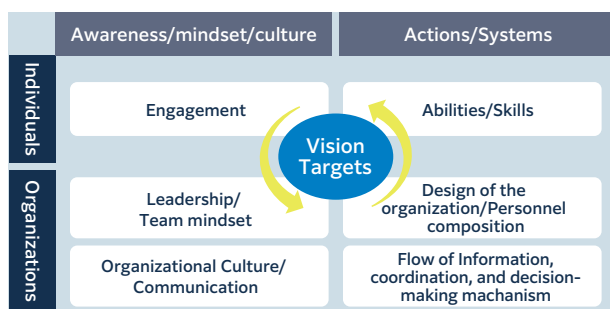 Awareness/mindset/culture
Actions/Systems
Individuals
Engagement
Abilities/Skills
Vision
Targets
Organizations
Leadership/
Team mindset
Design of the
organization/Personnel
composition
Organizational Culture/
Communication
Flow of Information,
coordination, and decision-
making machanism